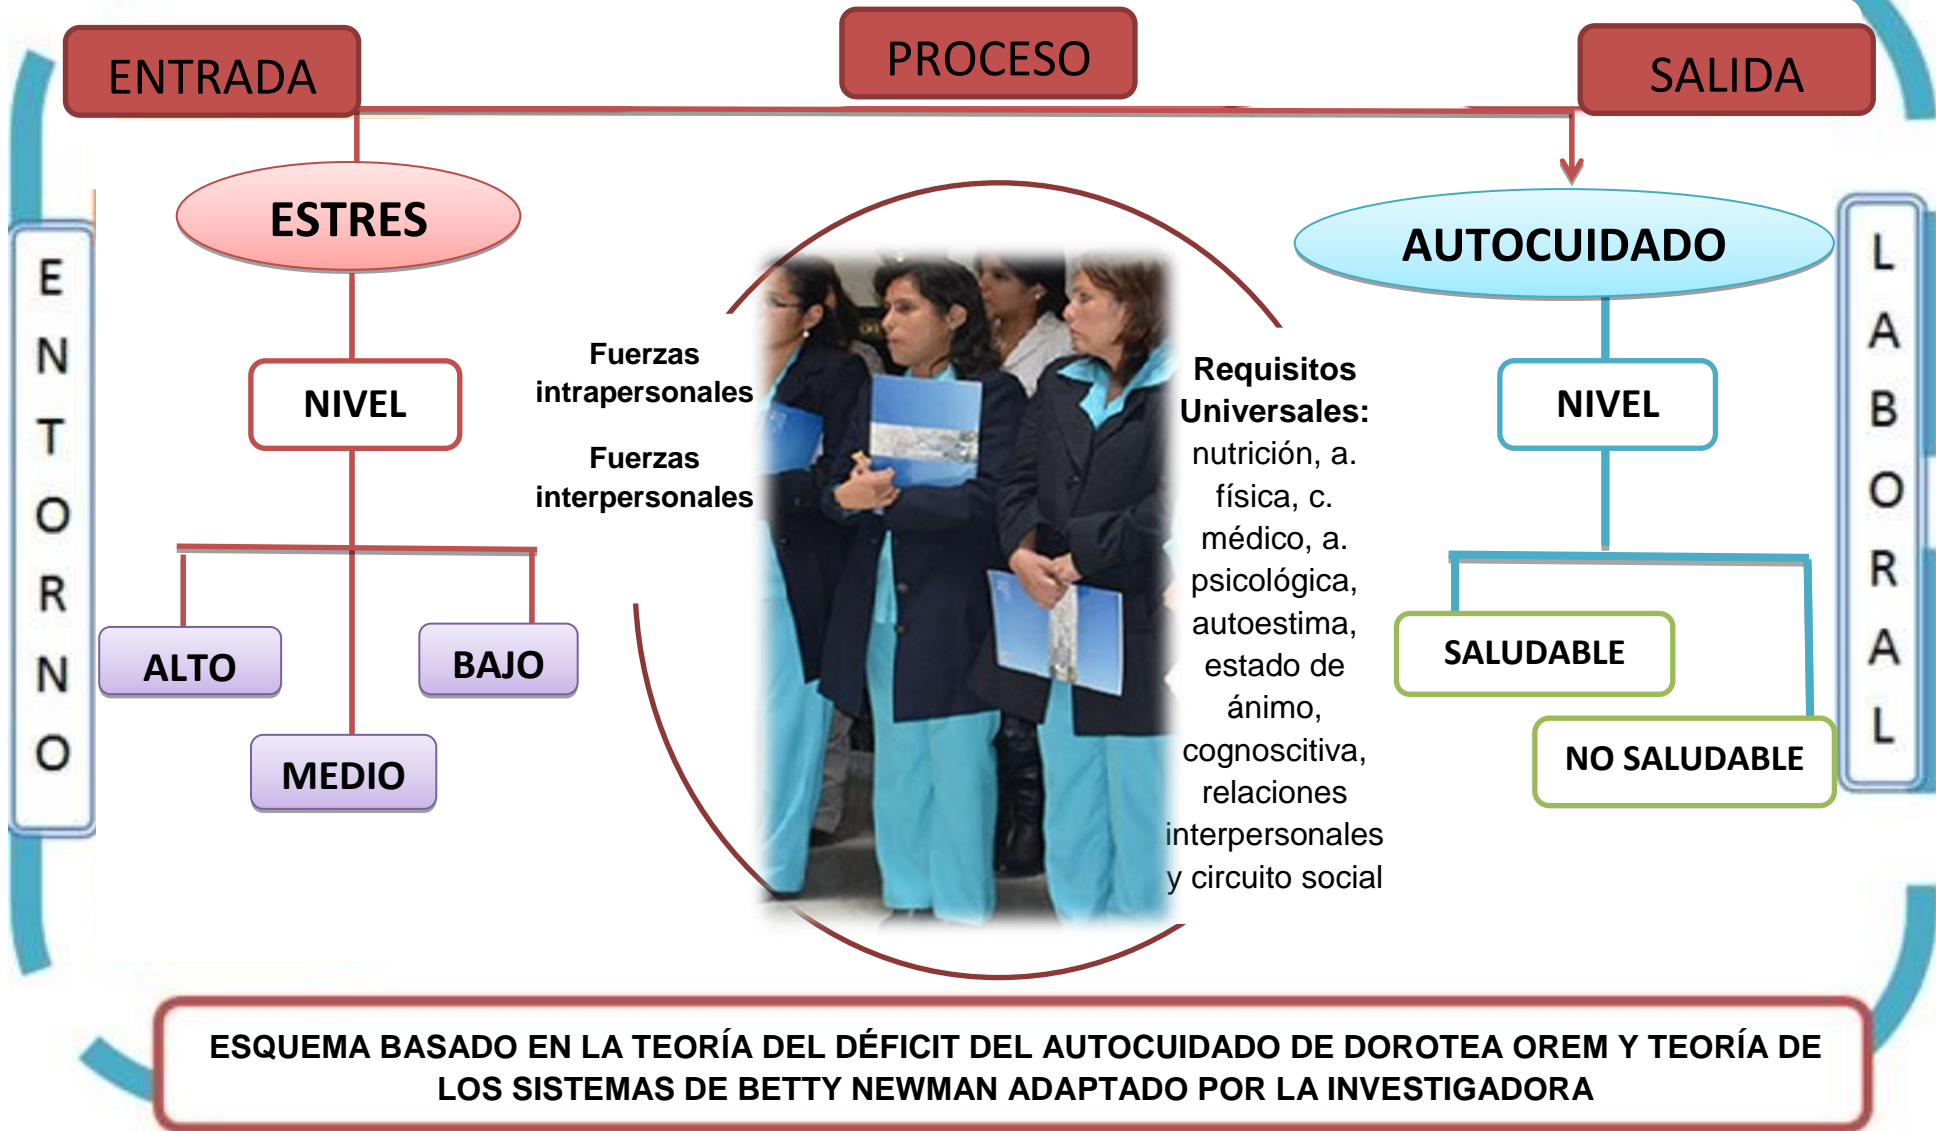 ENTRADA
PROCESO
SALIDA
ESTRES
AUTOCUIDADO
E
N
T
O
R
N
O
NIVEL
ALTO
BAJO
MEDIO
Fuerzas
intrapersonales
Fuerzas
interpersonales
Requisitos
Universales:
nutrición, a.
física, c.
médico, a.
psicológica,
autoestima,
estado de
ánimo,
cognoscitiva,
relaciones
interpersonales
y circuito social
NIVEL
SALUDABLE
NO SALUDABLE
L
A
B
O
R
A
L
ESQUEMA BASADO EN LA TEORÍA DEL DÉFICIT DEL AUTOCUIDADO DE DOROTEA OREM Y TEORÍA DE
LOS SISTEMAS DE BETTY NEWMAN ADAPTADO POR LA INVESTIGADORA